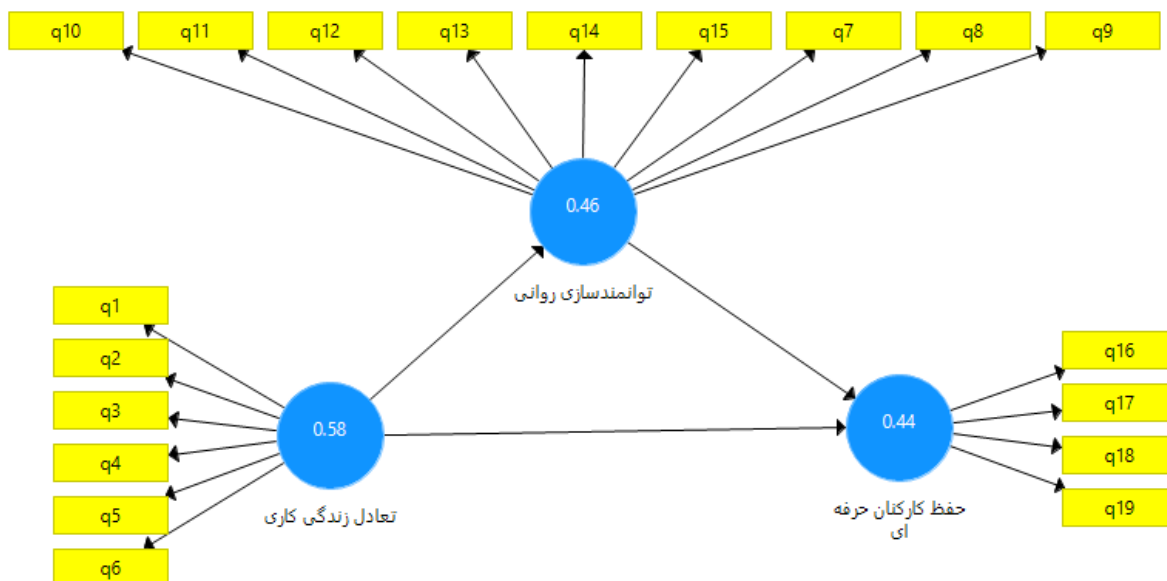 q10
q11
q12
q13
q14
q15
q7
q8
q9
0.46
توانمندسازی روانی
q1
q2
q3
q4
q5
q6
0.58
تعادل زندگی کاری
0.44
حفظ کارکنان حرفه
ای
q16
q17
q18
q19